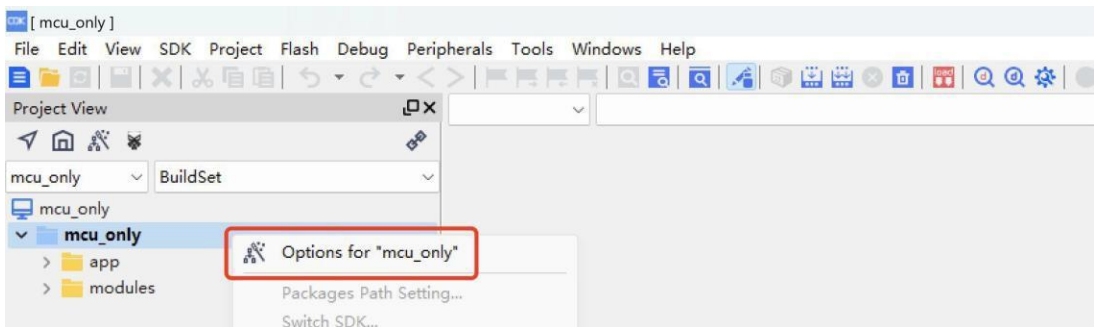 CDK [ mcu_only ]
File Edit View SDK Project Flash Debug Peripherals Tools Windows Help
Project View
mcu_only BuildSet
mcu_only
mcu_only
Options for "mcu_only"
app
modules
Packages Path Setting...
Switch SDK...